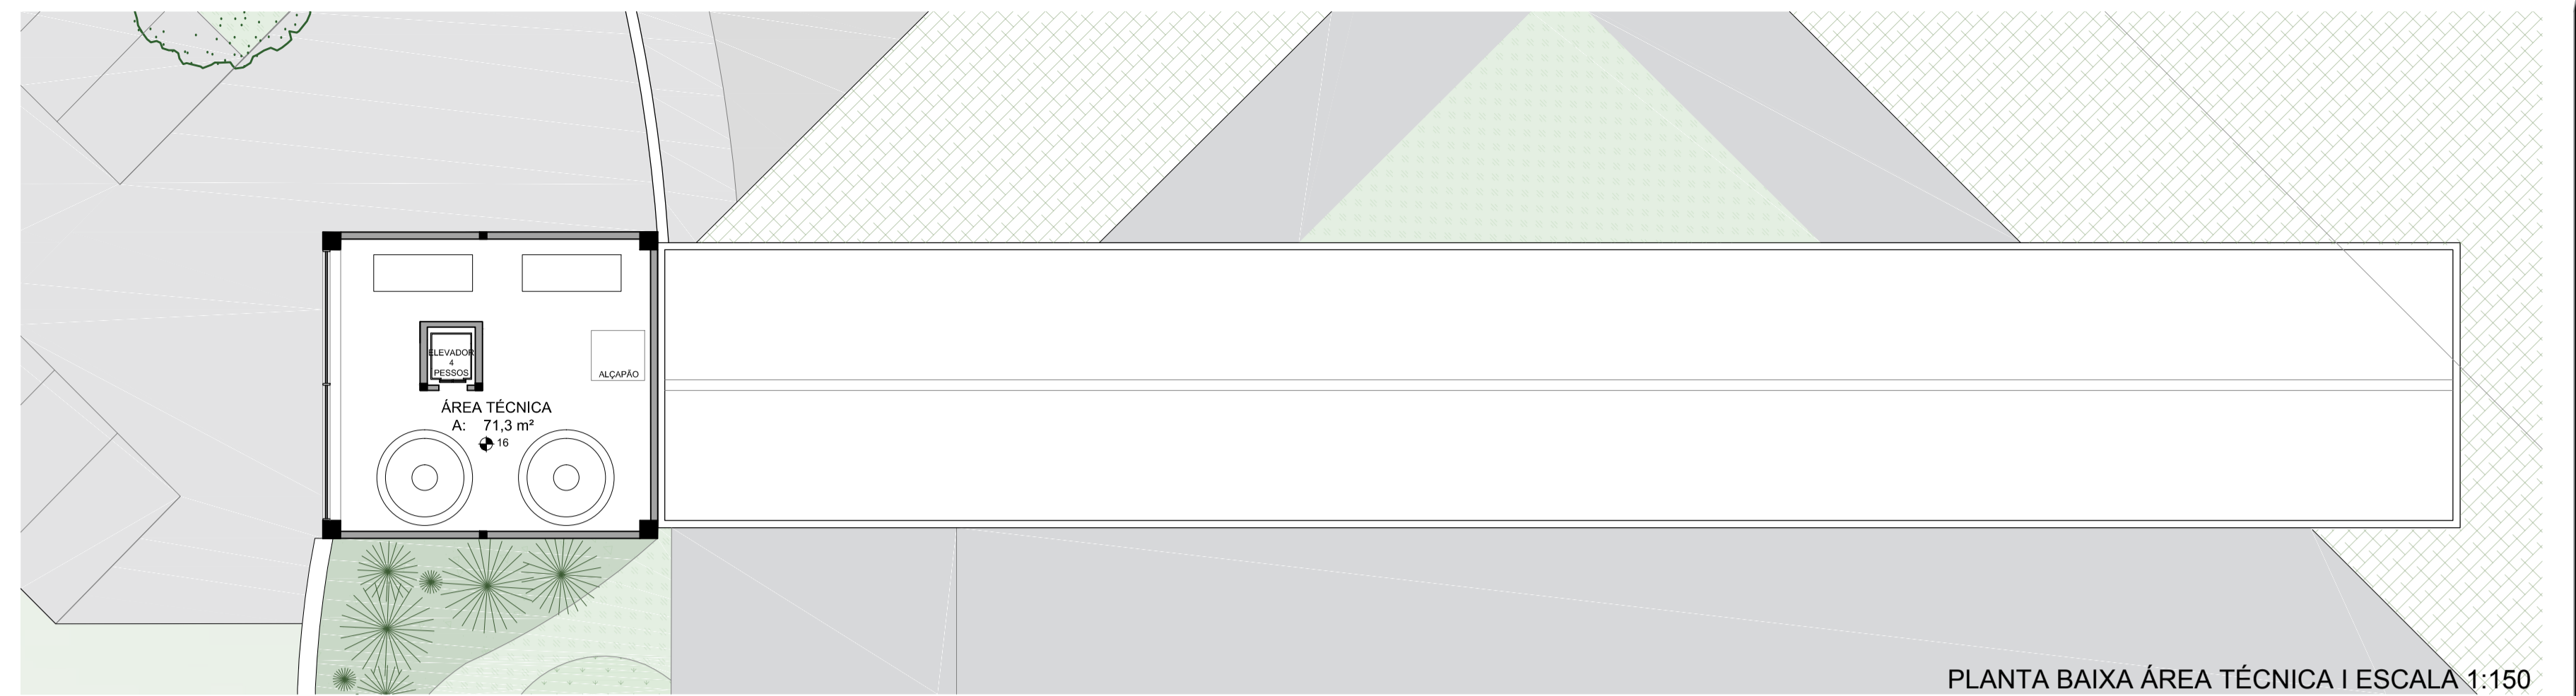 ELEVADOR
4
PESSOS
ALÇAPÃO
ÁREA TÉCNICA
A: 71,3 m²
16
PLANTA BAIXA ÁREA TÉCNICA I ESCALA 1:150